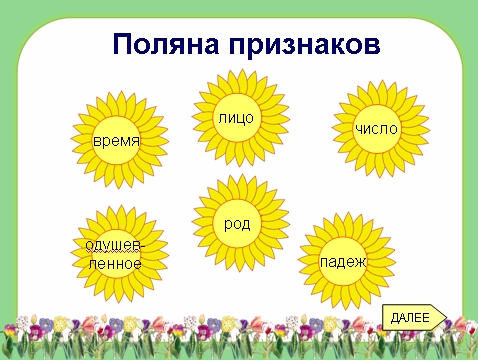 Поляна признаков
время
лицо
число
одушев-
ленное
род
падеж
ДАЛЕЕ